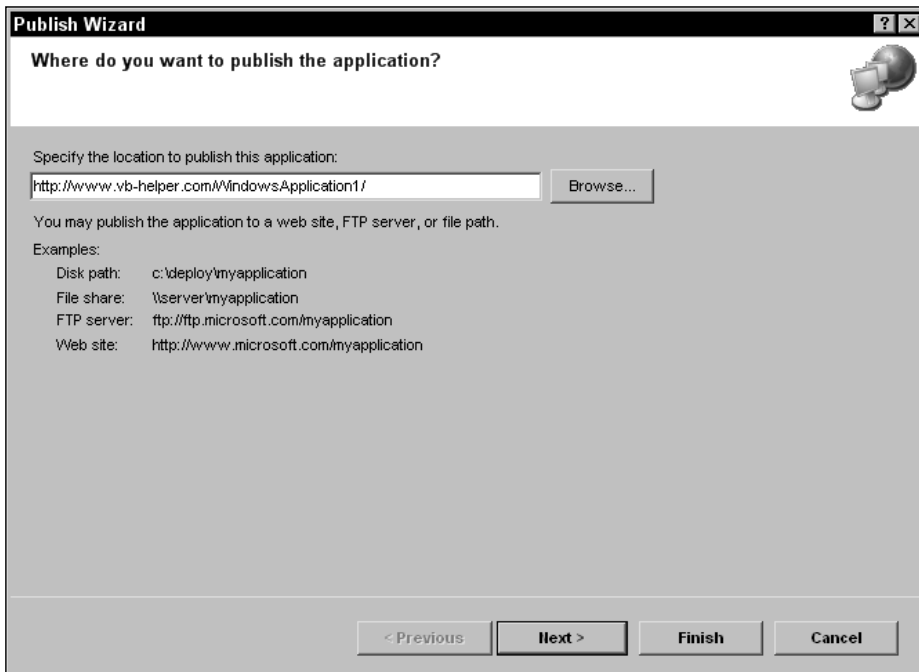 Publish Wizard
? X
Where do you want to publish the application?
Specify the location to publish this application:
http://www.vb-helper.com/WindowsApplication1/
Browse...
You may publish the application to a web site, FTP server, or file path.
Examples:
Disk path: c:\deploy\myapplication
File share: \\server\myapplication
FTP server: ftp://ftp.microsoft.com/myapplication
Web site: http://www.microsoft.com/myapplication
< Previous Next > Finish Cancel